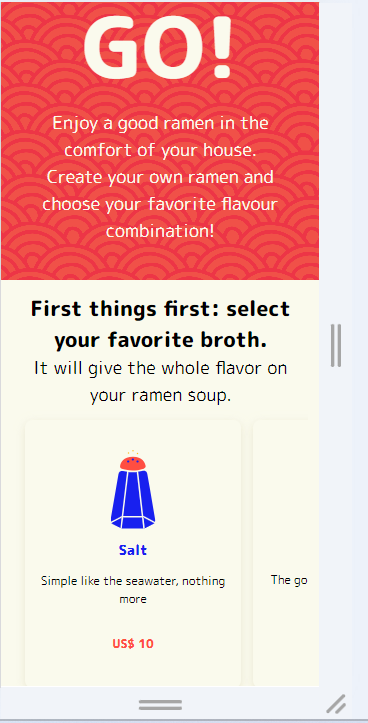 GO!
Enjoy a good ramen in the
comfort of your house.
Create your own ramen and
choose your favorite flavour
combination!
First things first: select
your favorite broth.
It will give the whole flavor on
your ramen soup.
Salt
Simple like the seawater, nothing
more
US$ 10
The go